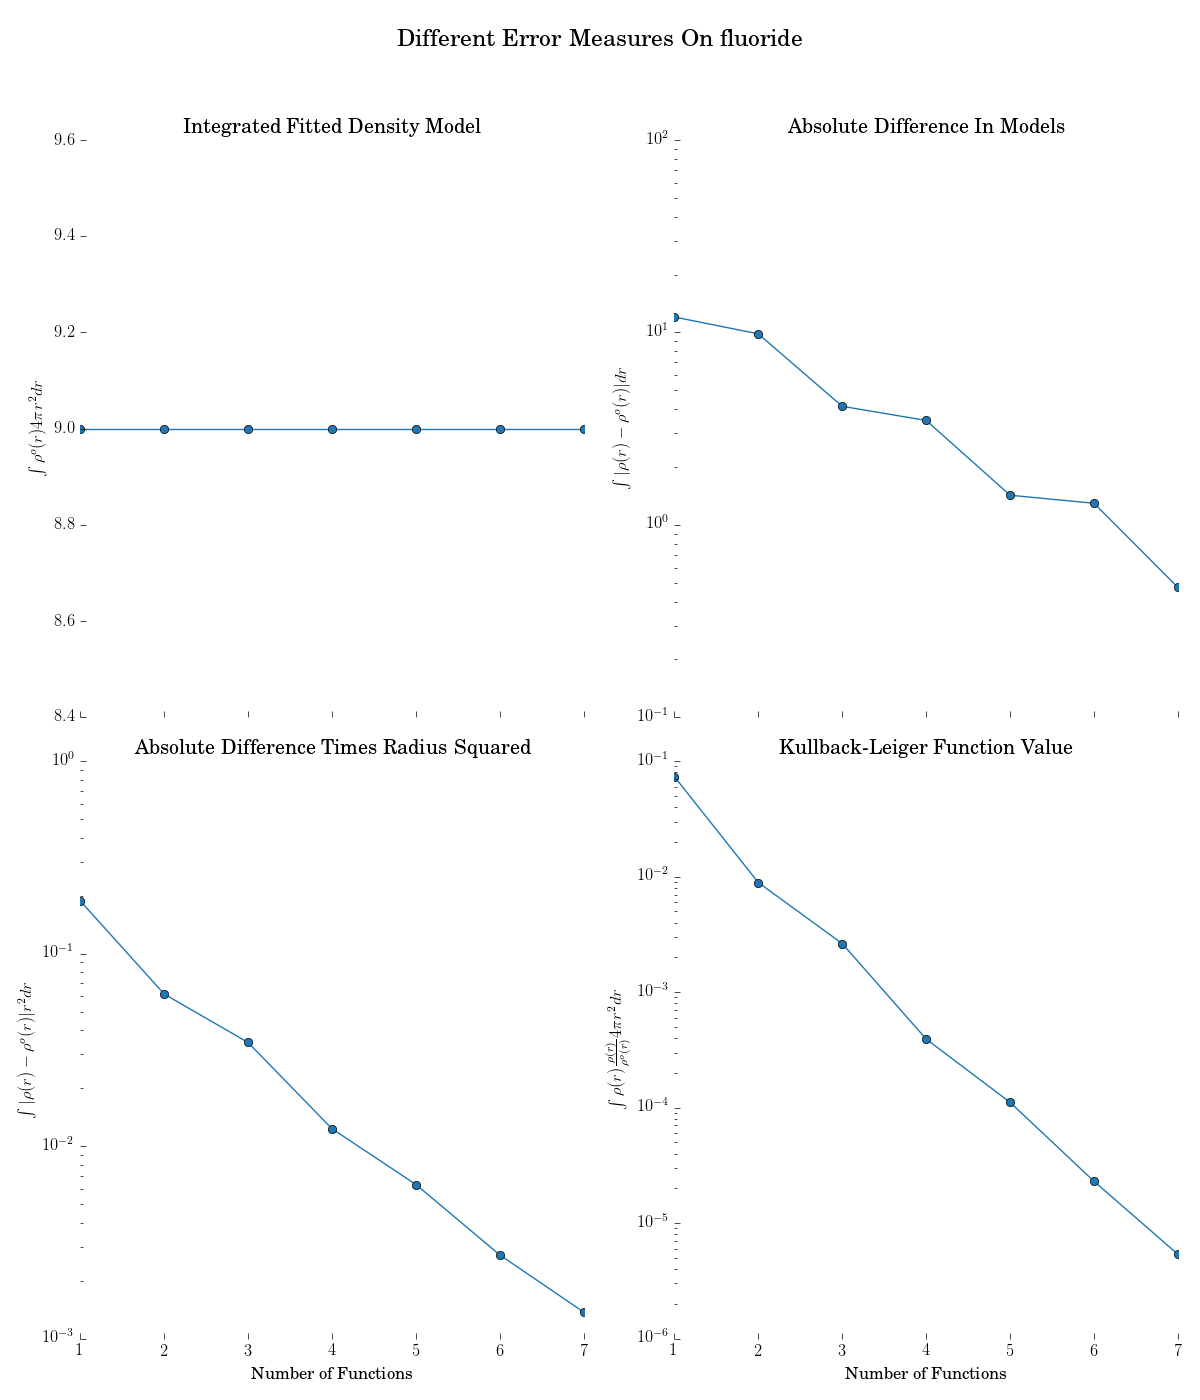 Different Error Measures On fluoride
Integrated Fitted Density Model
9.6
9.4
9.2
9.0
8.8
8.6
8.4
∫ ρ^o(r)4πr^2dr
Absolute Difference In Models
10^2
10^1
10^0
10^−1
∫ |ρ(r) − ρ^o(r)|dr
Absolute Difference Times Radius Squared
10^0
10^−1
10^−2
10^−3
∫ |ρ(r) − ρ^o(r)|r^2dr
1 2 3 4 5 6 7
Number of Functions
Kullback-Leiger Function Value
10^−1
10^−2
10^−3
10^−4
10^−5
10^−6
∫ ρ(r) ρ(r)/ρ^o(r) 4πr^2dr
1 2 3 4 5 6 7
Number of Functions